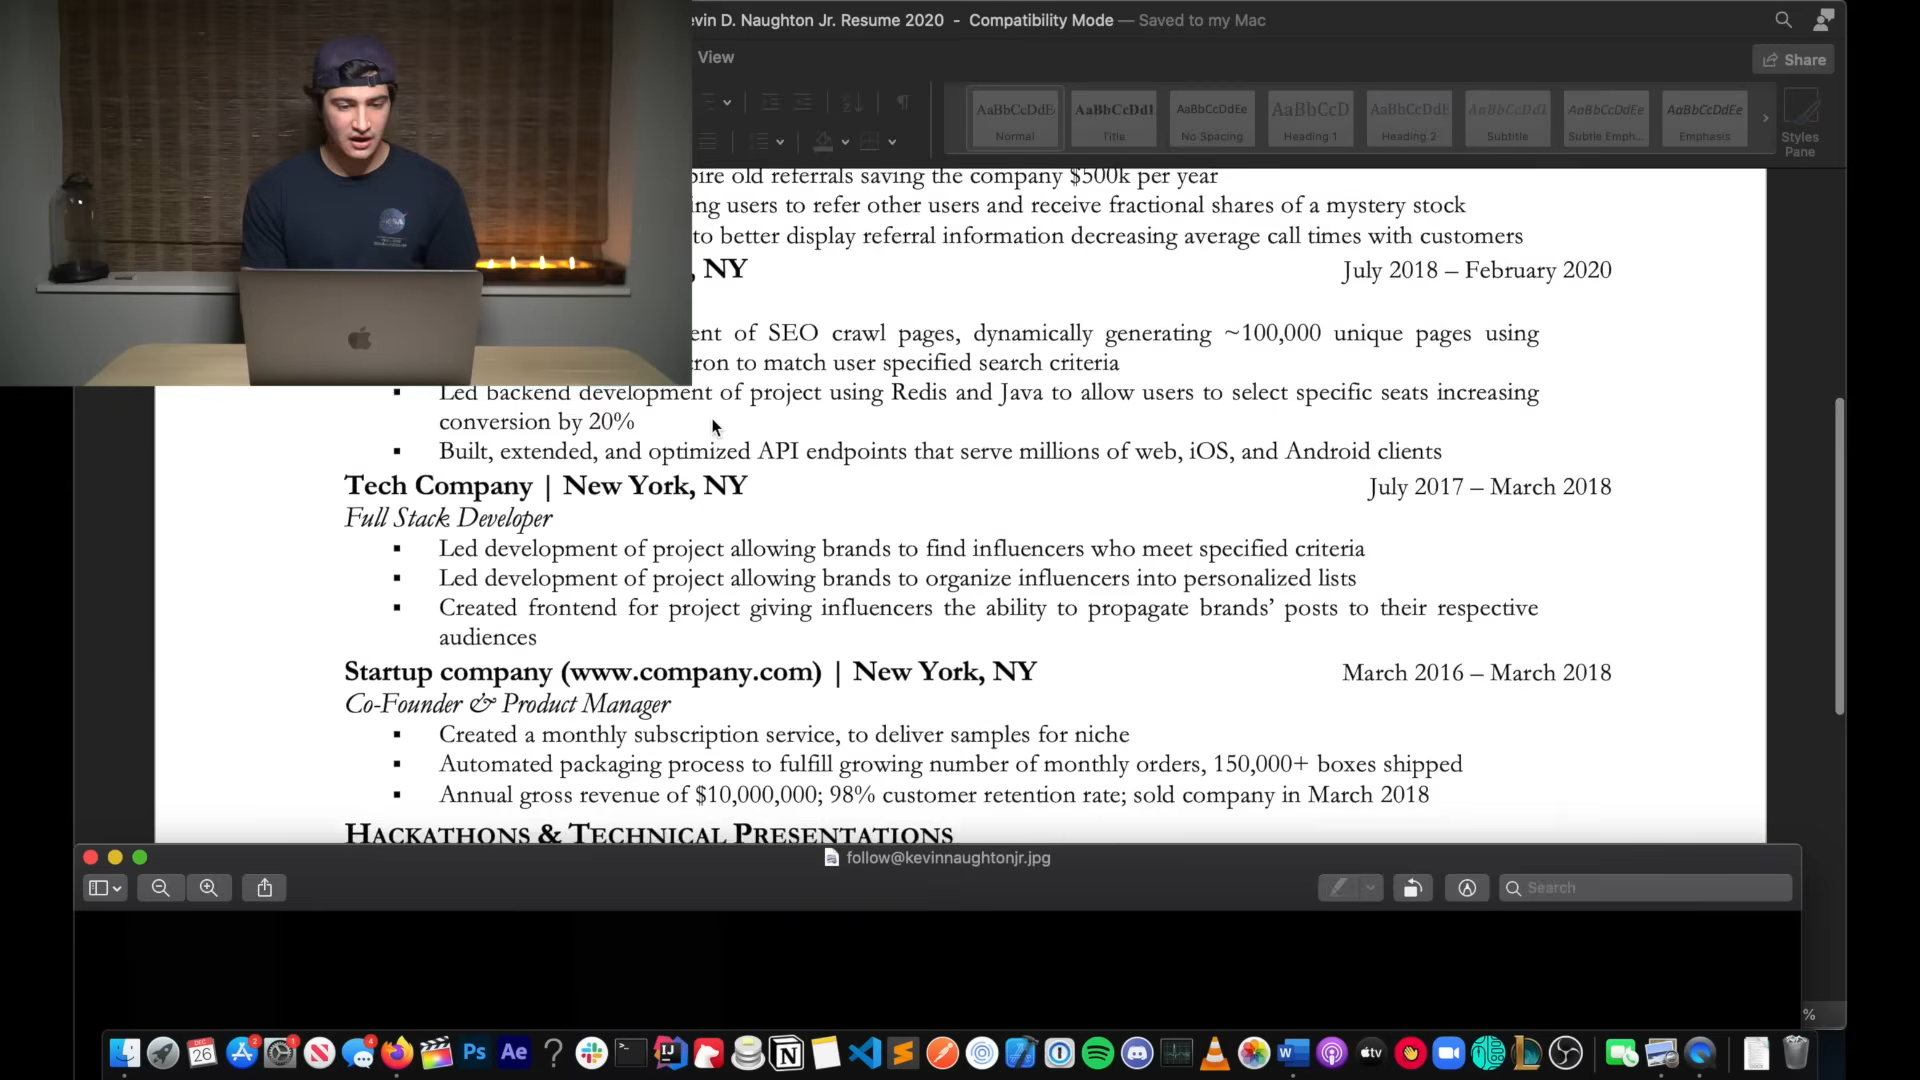 evin D. Naughton Jr. Resume 2020 - Compatibility Mode — Saved to my Mac
View
Share
AaBbCcDdEe
AaBbCcDdI
AaBbCcDdEe
AaBbCcD
AaBbCcDdE
AaBbCcDdI
AaBbCcDdEe
AaBbCcDdEe
Normal
Title
No Spacing
Heading 1
Heading 2
Subtitle
Subtle Emph...
Emphasis
Styles
Pane
pire old referrals saving the company $500k per year
ing users to refer other users and receive fractional shares of a mystery stock
to better display referral information decreasing average call times with customers
, NY
July 2018 – February 2020
ent of SEO crawl pages, dynamically generating ~100,000 unique pages using
cron to match user specified search criteria
▪ Led backend development of project using Redis and Java to allow users to select specific seats increasing
conversion by 20%
▪ Built, extended, and optimized API endpoints that serve millions of web, iOS, and Android clients
Tech Company | New York, NY
July 2017 – March 2018
Full Stack Developer
▪ Led development of project allowing brands to find influencers who meet specified criteria
▪ Led development of project allowing brands to organize influencers into personalized lists
▪ Created frontend for project giving influencers the ability to propagate brands' posts to their respective
audiences
Startup company (www.company.com) | New York, NY
March 2016 – March 2018
Co-Founder & Product Manager
▪ Created a monthly subscription service, to deliver samples for niche
▪ Automated packaging process to fulfill growing number of monthly orders, 150,000+ boxes shipped
▪ Annual gross revenue of $10,000,000; 98% customer retention rate; sold company in March 2018
HACKATHONS & TECHNICAL PRESENTATIONS
follow@kevinnaughtonjr.jpg
Search
%
DEC
26
2
1
4
Ps
Ae
?
IJ
N
1
W
tv